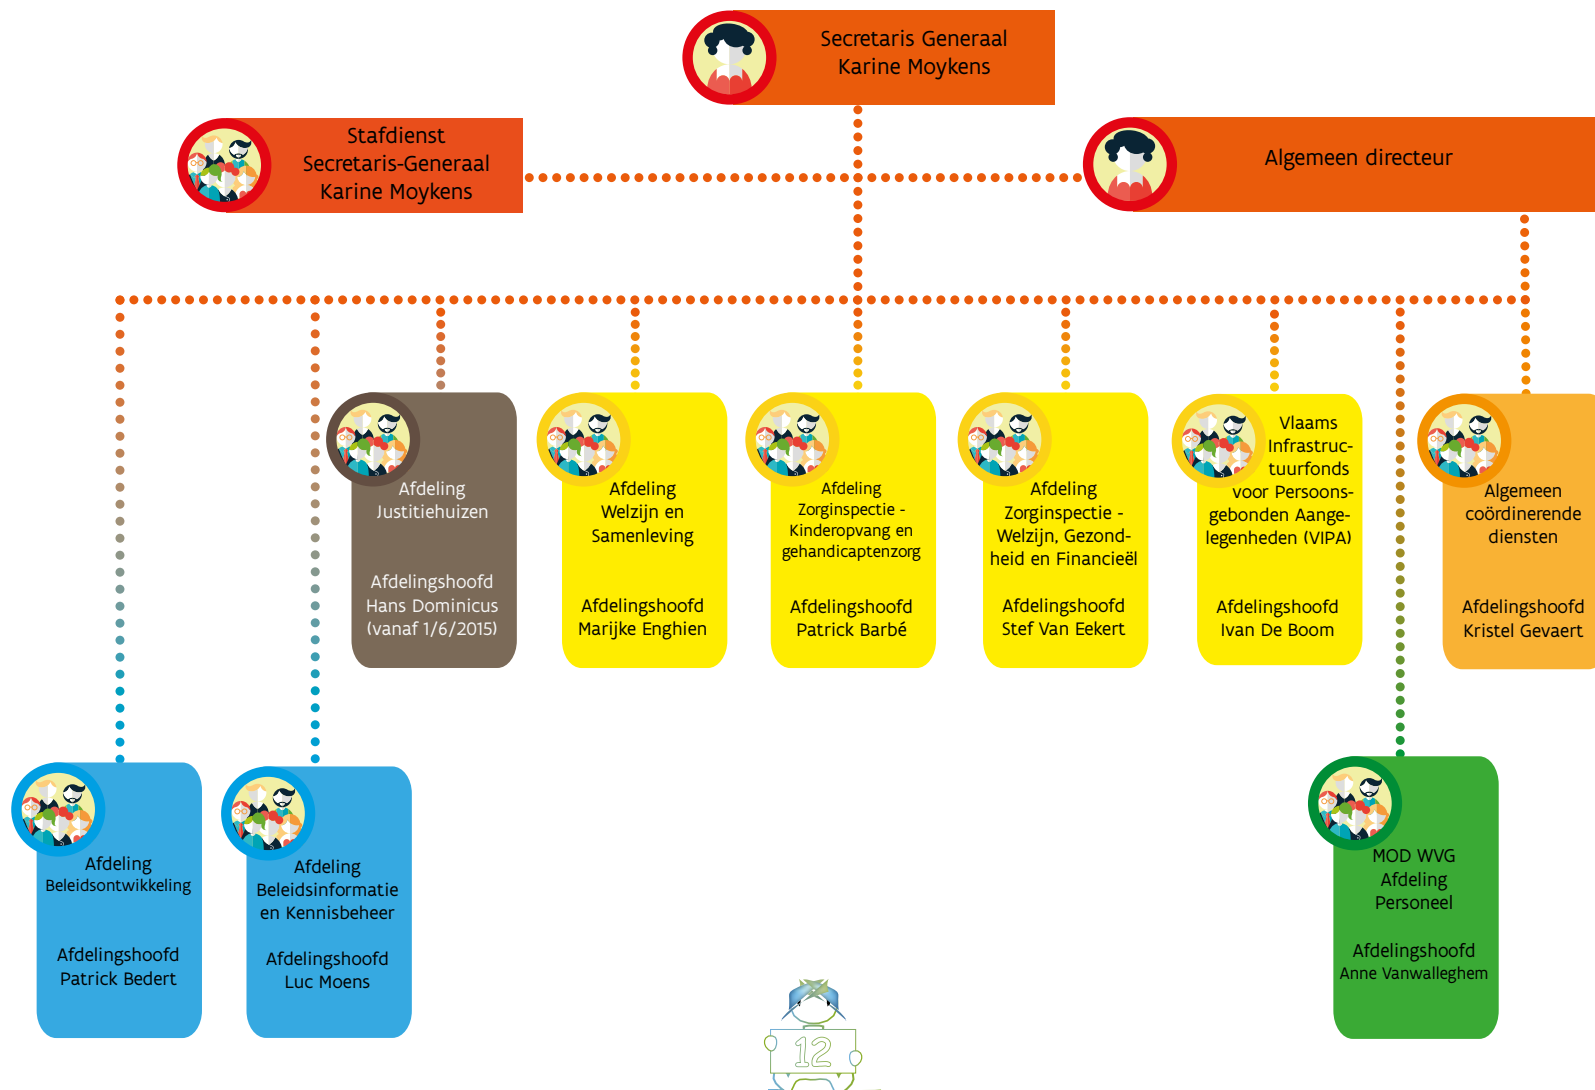 Secretaris Generaal
Karine Moykens
Stafdienst
Secretaris-Generaal
Karine Moykens
Algemeen directeur
Afdeling
Justitiehuizen
Afdelingshoofd
Hans Dominicus
(vanaf 1/6/2015)
Afdeling
Welzijn en
Samenleving
Afdelingshoofd
Marijke Enghien
Afdeling
Zorginspectie -
Kinderopvang en
gehandicaptenzorg
Afdelingshoofd
Patrick Barbé
Afdeling
Zorginspectie -
Welzijn, Gezond-
heid en Financieël
Afdelingshoofd
Stef Van Eekert
Vlaams
Infrastruc-
tuurfonds
voor Persoons-
gebonden Aange-
legenheden (VIPA)
Afdelingshoofd
Ivan De Boom
Algemeen
coördinerende
diensten
Afdelingshoofd
Kristel Gevaert
Afdeling
Beleidsontwikkeling
Afdelingshoofd
Patrick Bedert
Afdeling
Beleidsinformatie
en Kennisbeheer
Afdelingshoofd
Luc Moens
MOD WVG
Afdeling
Personeel
Afdelingshoofd
Anne Vanwalleghem
12